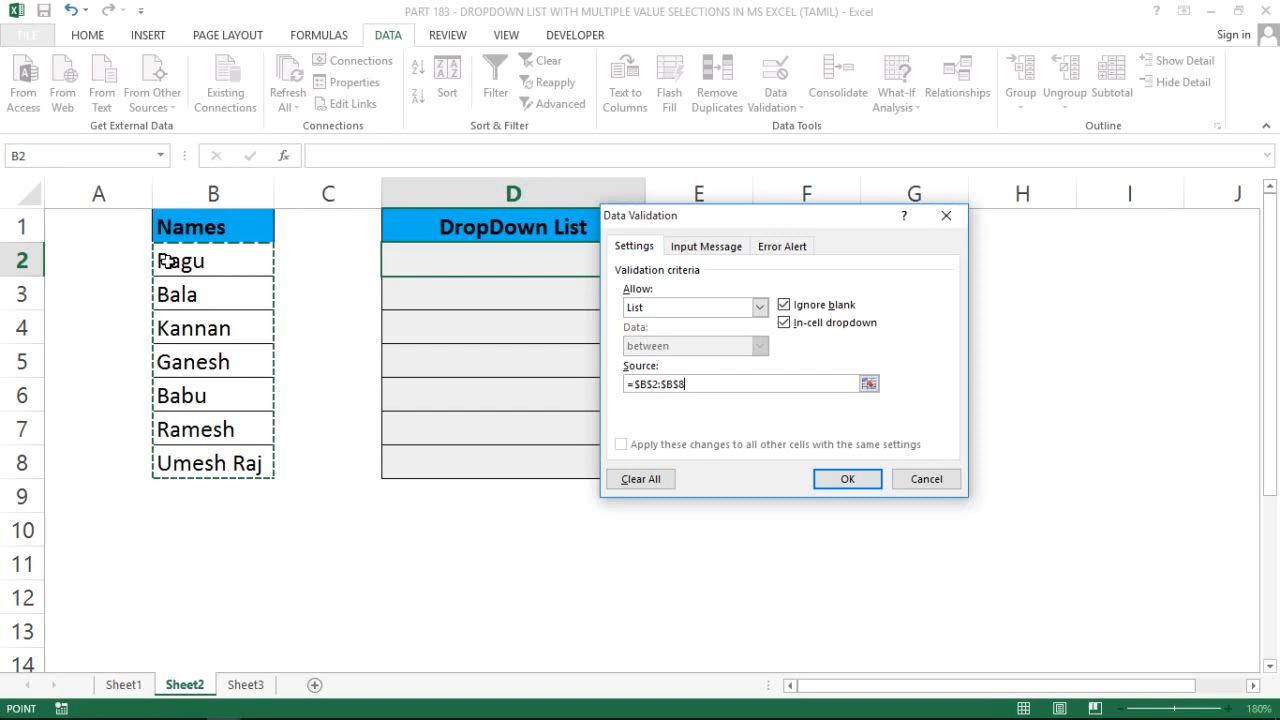 PART 183 - DROPDOWN LIST WITH MULTIPLE VALUE SELECTIONS IN MS EXCEL (TAMIL) - Excel
FILE HOME INSERT PAGE LAYOUT FORMULAS DATA REVIEW VIEW DEVELOPER Sign in
From Access
From Web
From Text
From Other Sources
Existing Connections
Get External Data
Refresh All
Connections
Properties
Edit Links
Connections
Sort
Filter
Clear
Reapply
Advanced
Sort & Filter
Text to Columns
Flash Fill
Remove Duplicates
Data Validation
Consolidate
What-If Analysis
Relationships
Data Tools
Group
Ungroup
Subtotal
Show Detail
Hide Detail
Outline
B2
fx
A B C D E F G H I J
1 Names DropDown List
2 Ragu
3 Bala
4 Kannan
5 Ganesh
6 Babu
7 Ramesh
8 Umesh Raj
9
10
11
12
13
14
Data Validation ?
Settings Input Message Error Alert
Validation criteria
Allow:
List
Ignore blank
In-cell dropdown
Data:
between
Source:
=$B$2:$B$8
Apply these changes to all other cells with the same settings
Clear All OK Cancel
Sheet1 Sheet2 Sheet3
POINT 180%